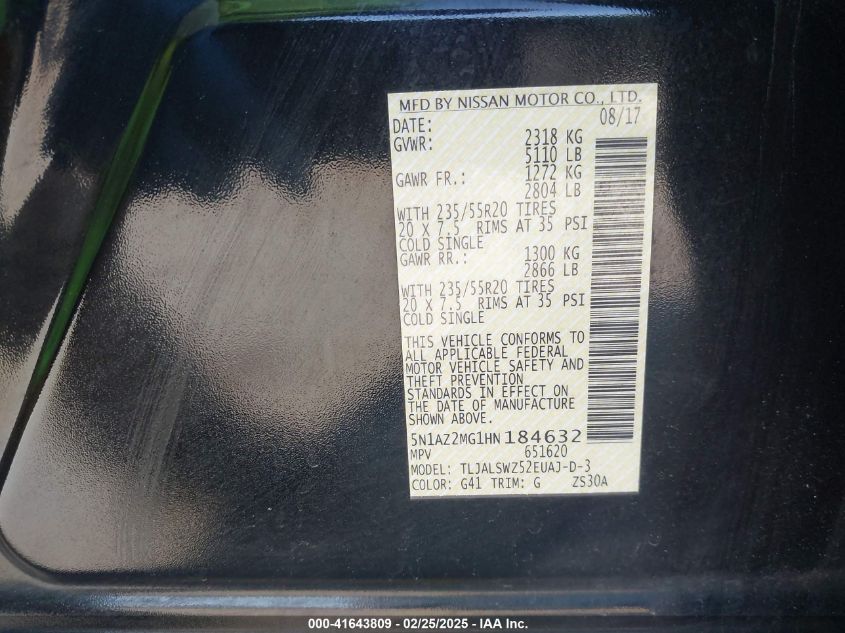 MFD BY NISSAN MOTOR CO., LTD.
DATE: 08/17
GVWR: 2318 KG
5110 LB
GAWR FR.: 1272 KG
2804 LB
WITH 235/55R20 TIRES
20 X 7.5 RIMS AT 35 PSI
COLD SINGLE
GAWR RR.: 1300 KG
2866 LB
WITH 235/55R20 TIRES
20 X 7.5 RIMS AT 35 PSI
COLD SINGLE
THIS VEHICLE CONFORMS TO
ALL APPLICABLE FEDERAL
MOTOR VEHICLE SAFETY AND
THEFT PREVENTION
STANDARDS IN EFFECT ON
THE DATE OF MANUFACTURE
SHOWN ABOVE.
5N1AZ2MG1HN184632
MPV 651620
MODEL: TLJALSWZ52EUAJ-D-3
COLOR: G41 TRIM: G ZS30A
000-41643809 - 02/25/2025 - IAA Inc.